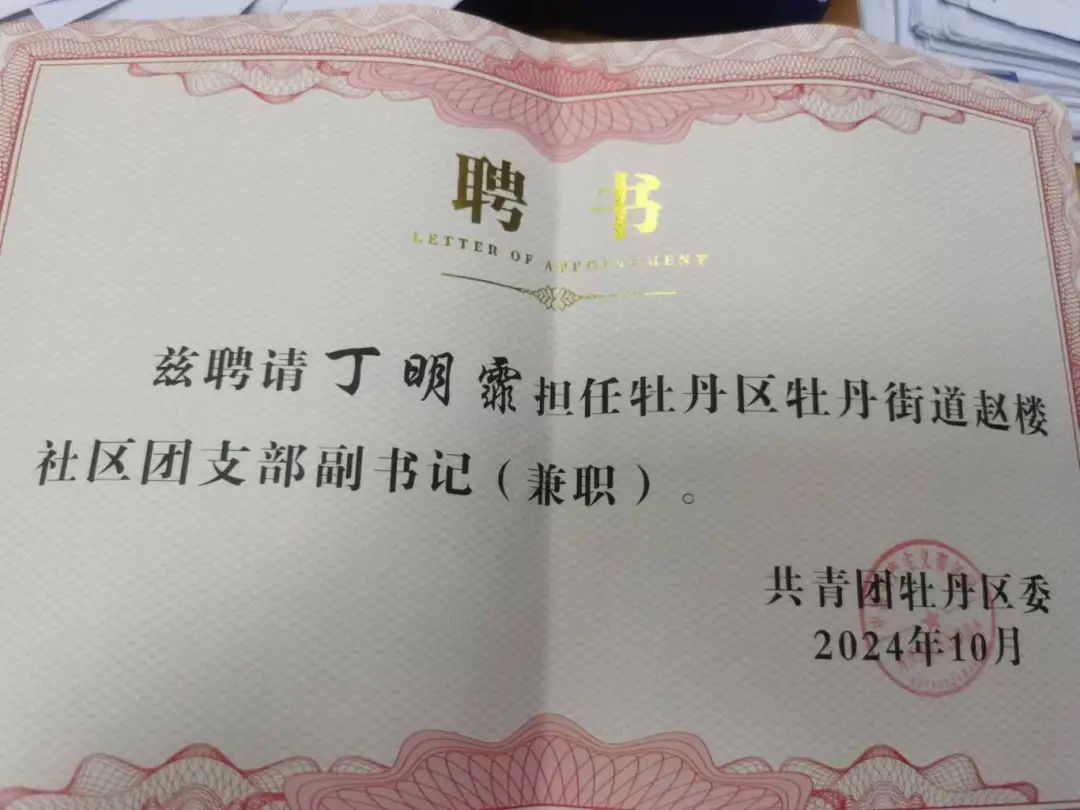 聘 书
LETTER OF APPOINTMENT
兹聘请丁明霏担任牡丹区牡丹街道赵楼
社区团支部副书记（兼职）。
共青团牡丹区委
2024年10月